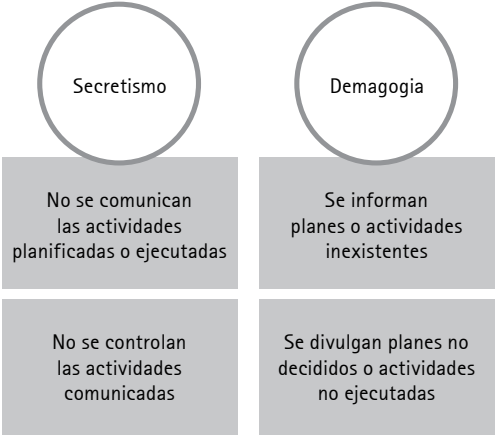 Secretismo
No se comunican
las actividades
planificadas o ejecutadas
No se controlan
las actividades
comunicadas
Demagogia
Se informan
planes o actividades
inexistentes
Se divulgan planes no
decididos o actividades
no ejecutadas